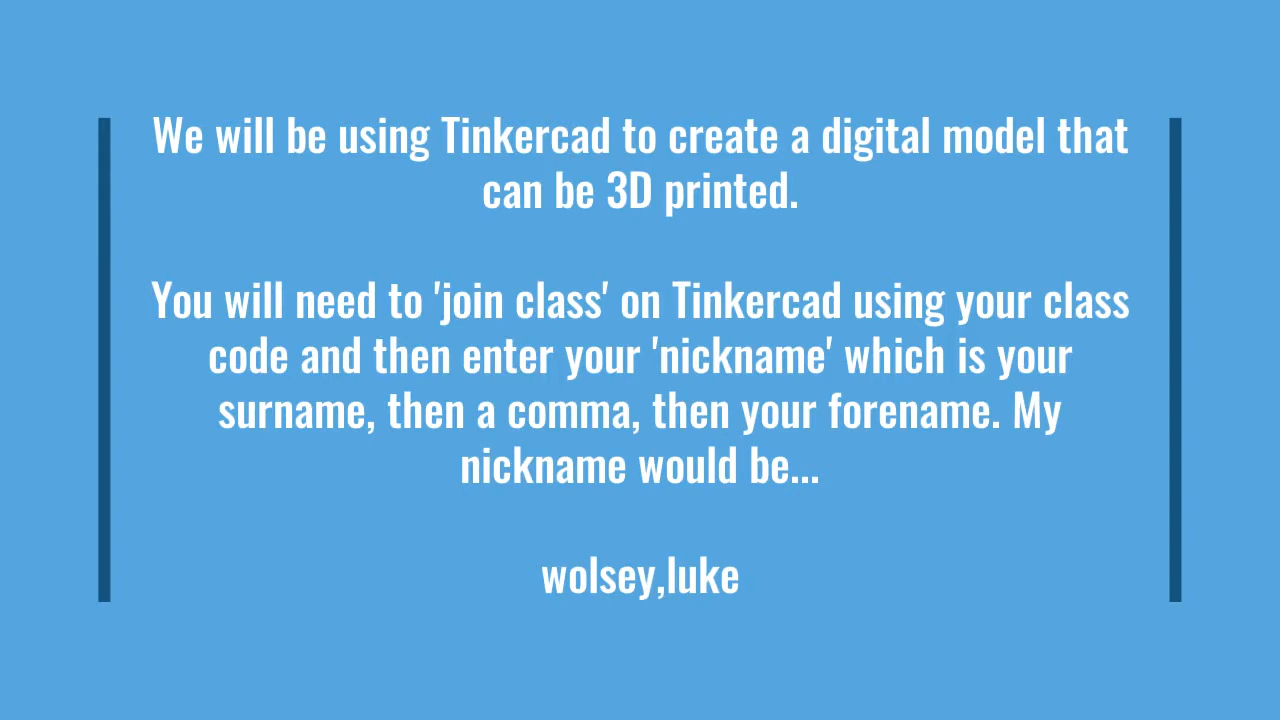 We will be using Tinkercad to create a digital model that
can be 3D printed.
You will need to 'join class' on Tinkercad using your class
code and then enter your 'nickname' which is your
surname, then a comma, then your forename. My
nickname would be...
wolsey,luke